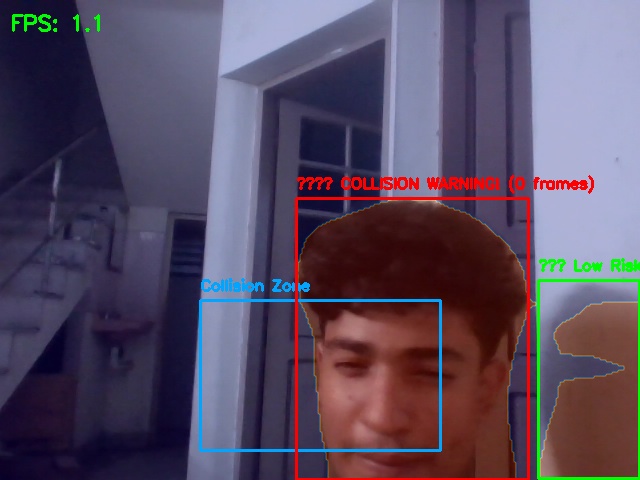 FPS: 1.1
???? COLLISION WARNING! (0 frames)
??? Low Risk
Collision Zone